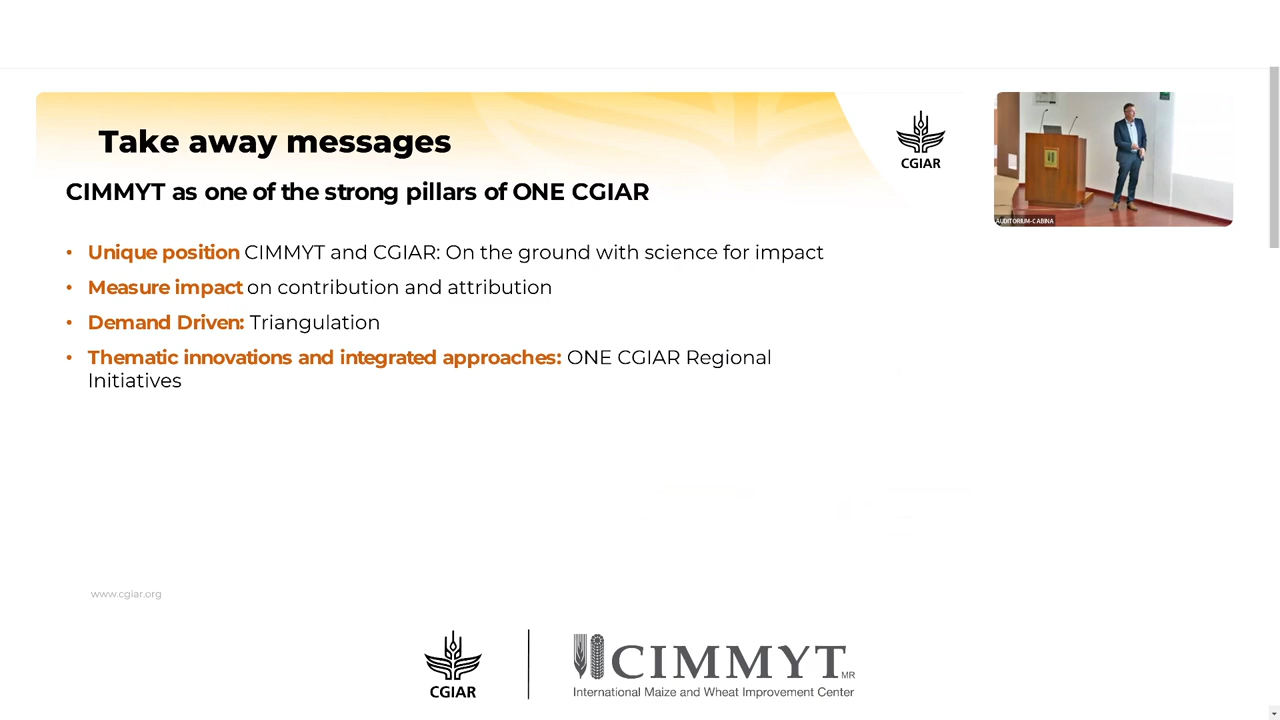 Take away messages
CGIAR
CIMMYT as one of the strong pillars of ONE CGIAR
AUDITORIUM-CABINA
• Unique position CIMMYT and CGIAR: On the ground with science for impact
• Measure impact on contribution and attribution
• Demand Driven: Triangulation
• Thematic innovations and integrated approaches: ONE CGIAR Regional
Initiatives
www.cgiar.org
CGIAR
CIMMYT MR
International Maize and Wheat Improvement Center